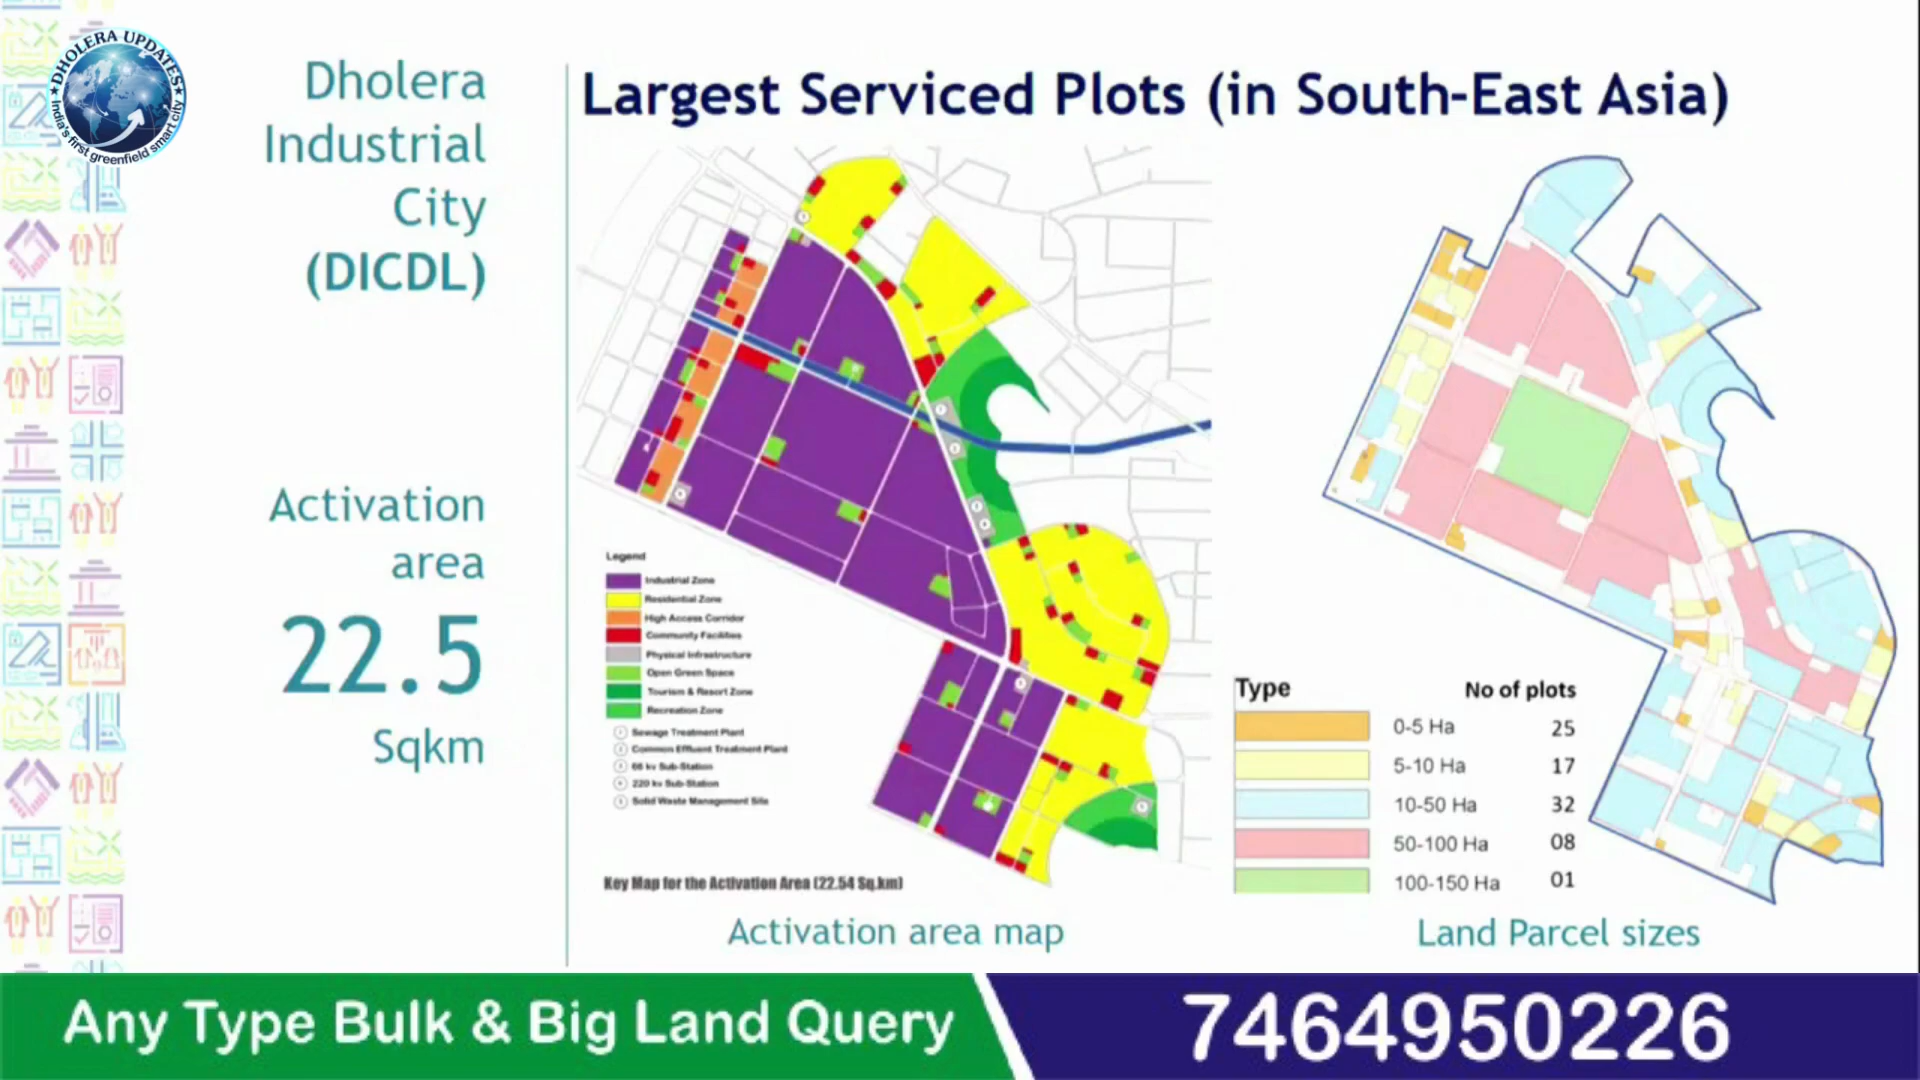 DHOLERA UPDATES
India's first greenfield smart city
Dholera
Industrial
City
(DICDL)
Activation
area
22.5
Sqkm
Largest Serviced Plots (in South-East Asia)
Legend
Industrial Zone
Residential Zone
High Access Corridor
Community Facilities
Physical Infrastructure
Open Green Space
Tourism & Resort Zone
Recreation Zone
1 Sewage Treatment Plant
2 Common Effluent Treatment Plant
3 66 kv Sub-Station
4 220 kv Sub-Station
5 Solid Waste Management Site
Key Map for the Activation Area (22.54 Sq.km)
Activation area map
Type No of plots
0-5 Ha 25
5-10 Ha 17
10-50 Ha 32
50-100 Ha 08
100-150 Ha 01
Land Parcel sizes
Any Type Bulk & Big Land Query
7464950226